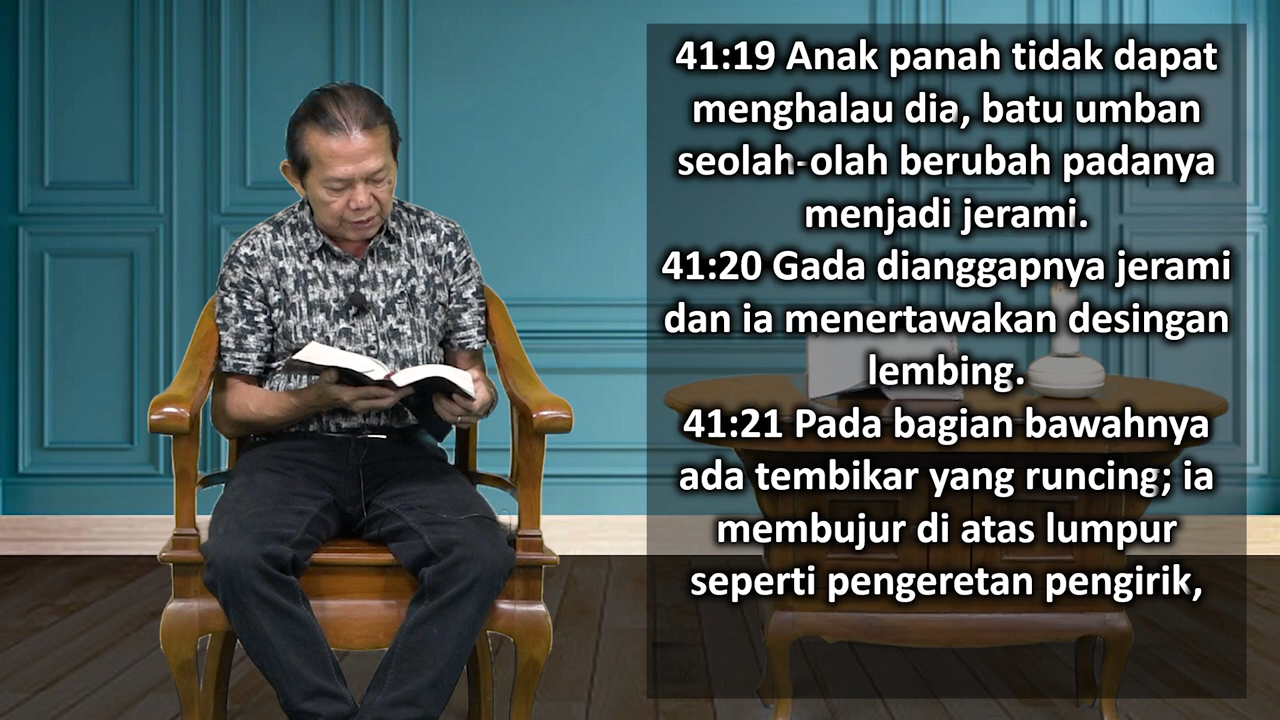 41:19 Anak panah tidak dapat
menghalau dia, batu umban
seolah-olah berubah padanya
menjadi jerami.
41:20 Gada dianggapnya jerami
dan ia menertawakan desingan
lembing.
41:21 Pada bagian bawahnya
ada tembikar yang runcing; ia
membujur di atas lumpur
seperti pengeretan pengirik,